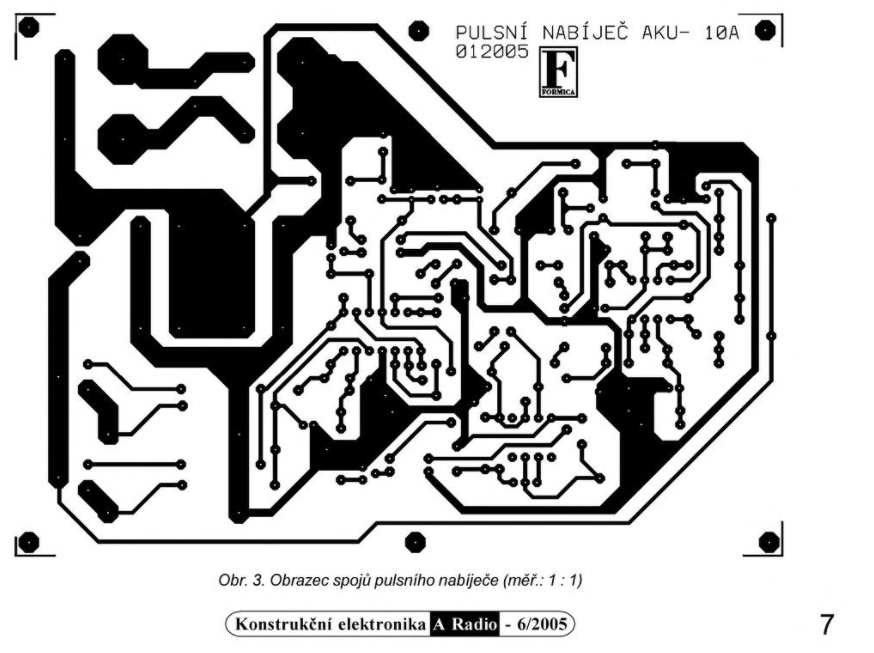 PULSNÍ NABÍJEČ AKU- 10A
012005
F
FORMICA
Obr. 3. Obrazec spojů pulsního nabíječe (měř.: 1 : 1)
Konstrukční elektronika A Radio - 6/2005
7